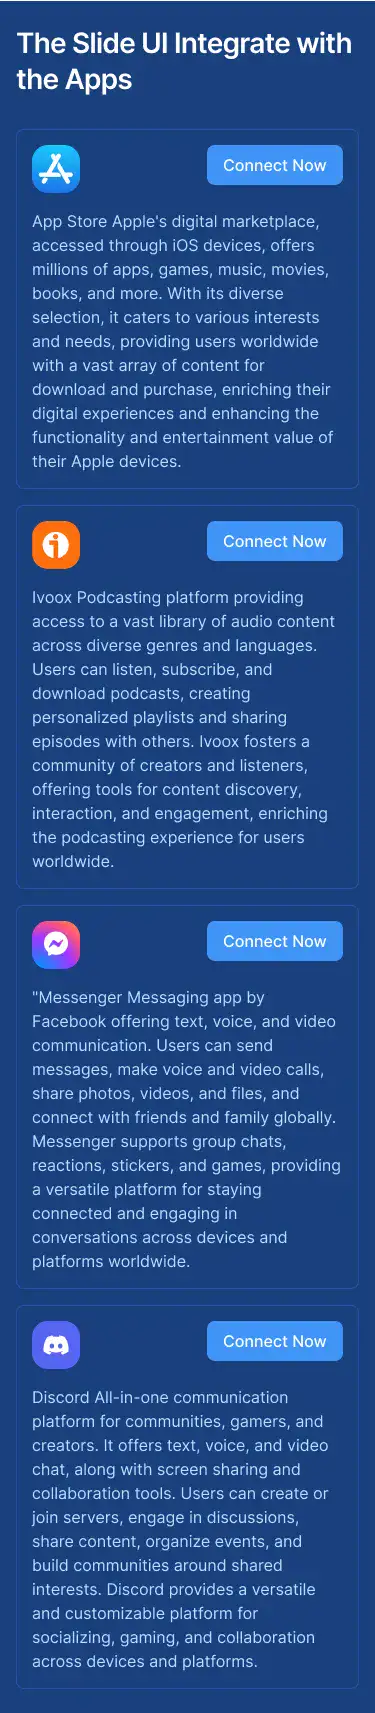 The Slide UI Integrate with
the Apps
Connect Now
App Store Apple's digital marketplace,
accessed through iOS devices, offers
millions of apps, games, music, movies,
books, and more. With its diverse
selection, it caters to various interests
and needs, providing users worldwide
with a vast array of content for
download and purchase, enriching their
digital experiences and enhancing the
functionality and entertainment value of
their Apple devices.
Connect Now
Ivoox Podcasting platform providing
access to a vast library of audio content
across diverse genres and languages.
Users can listen, subscribe, and
download podcasts, creating
personalized playlists and sharing
episodes with others. Ivoox fosters a
community of creators and listeners,
offering tools for content discovery,
interaction, and engagement, enriching
the podcasting experience for users
worldwide.
Connect Now
"Messenger Messaging app by
Facebook offering text, voice, and video
communication. Users can send
messages, make voice and video calls,
share photos, videos, and files, and
connect with friends and family globally.
Messenger supports group chats,
reactions, stickers, and games, providing
a versatile platform for staying
connected and engaging in
conversations across devices and
platforms worldwide.
Connect Now
Discord All-in-one communication
platform for communities, gamers, and
creators. It offers text, voice, and video
chat, along with screen sharing and
collaboration tools. Users can create or
join servers, engage in discussions,
share content, organize events, and
build communities around shared
interests. Discord provides a versatile
and customizable platform for
socializing, gaming, and collaboration
across devices and platforms.